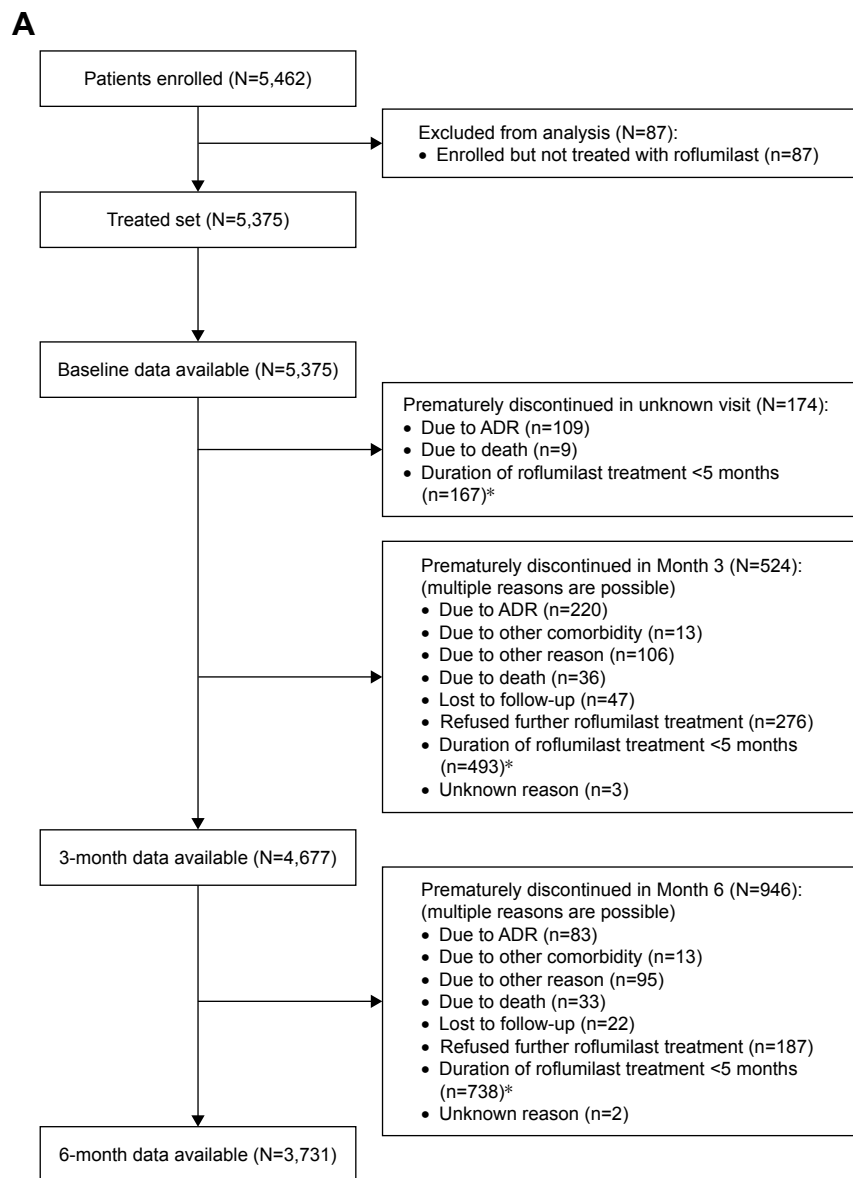 A
Patients enrolled (N=5,462)
Excluded from analysis (N=87):
• Enrolled but not treated with roflumilast (n=87)
Treated set (N=5,375)
Baseline data available (N=5,375)
Prematurely discontinued in unknown visit (N=174):
• Due to ADR (n=109)
• Due to death (n=9)
• Duration of roflumilast treatment <5 months
(n=167)*
Prematurely discontinued in Month 3 (N=524):
(multiple reasons are possible)
• Due to ADR (n=220)
• Due to other comorbidity (n=13)
• Due to other reason (n=106)
• Due to death (n=36)
• Lost to follow-up (n=47)
• Refused further roflumilast treatment (n=276)
• Duration of roflumilast treatment <5 months
(n=493)*
• Unknown reason (n=3)
3-month data available (N=4,677)
Prematurely discontinued in Month 6 (N=946):
(multiple reasons are possible)
• Due to ADR (n=83)
• Due to other comorbidity (n=13)
• Due to other reason (n=95)
• Due to death (n=33)
• Lost to follow-up (n=22)
• Refused further roflumilast treatment (n=187)
• Duration of roflumilast treatment <5 months
(n=738)*
• Unknown reason (n=2)
6-month data available (N=3,731)